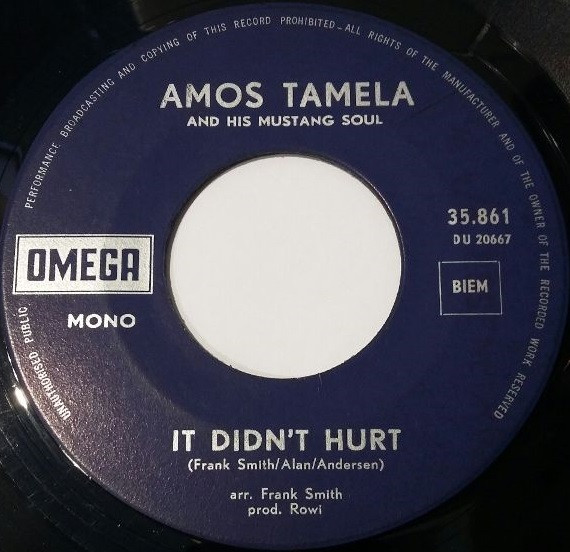 UNAUTHORISED PUBLIC PERFORMANCE BROADCASTING AND COPYING OF THIS RECORD PROHIBITED - ALL RIGHTS OF THE MANUFACTURER AND OF THE OWNER OF THE RECORDED WORK RESERVED
AMOS TAMELA
AND HIS MUSTANG SOUL
35.861
DU 20667
OMEGA
BIEM
MONO
IT DIDN'T HURT
(Frank Smith/Alan/Andersen)
arr. Frank Smith
prod. Rowi